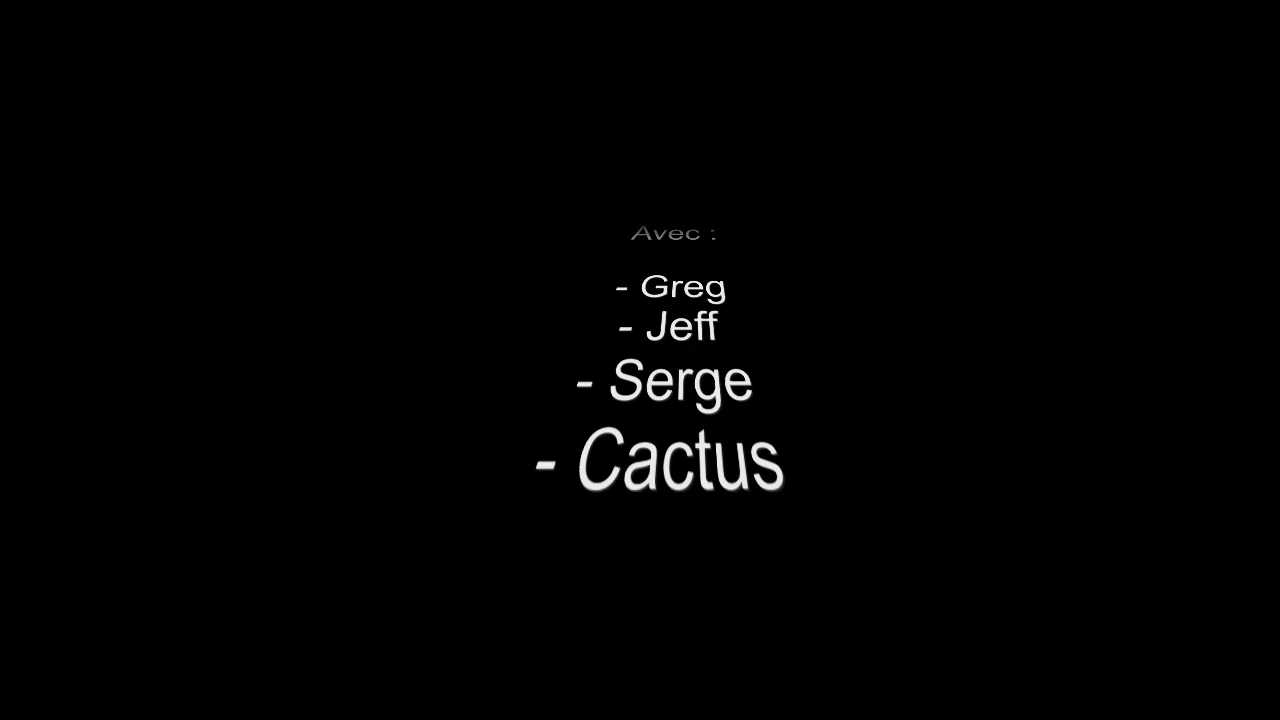 Avec :
- Greg
- Jeff
- Serge
- Cactus